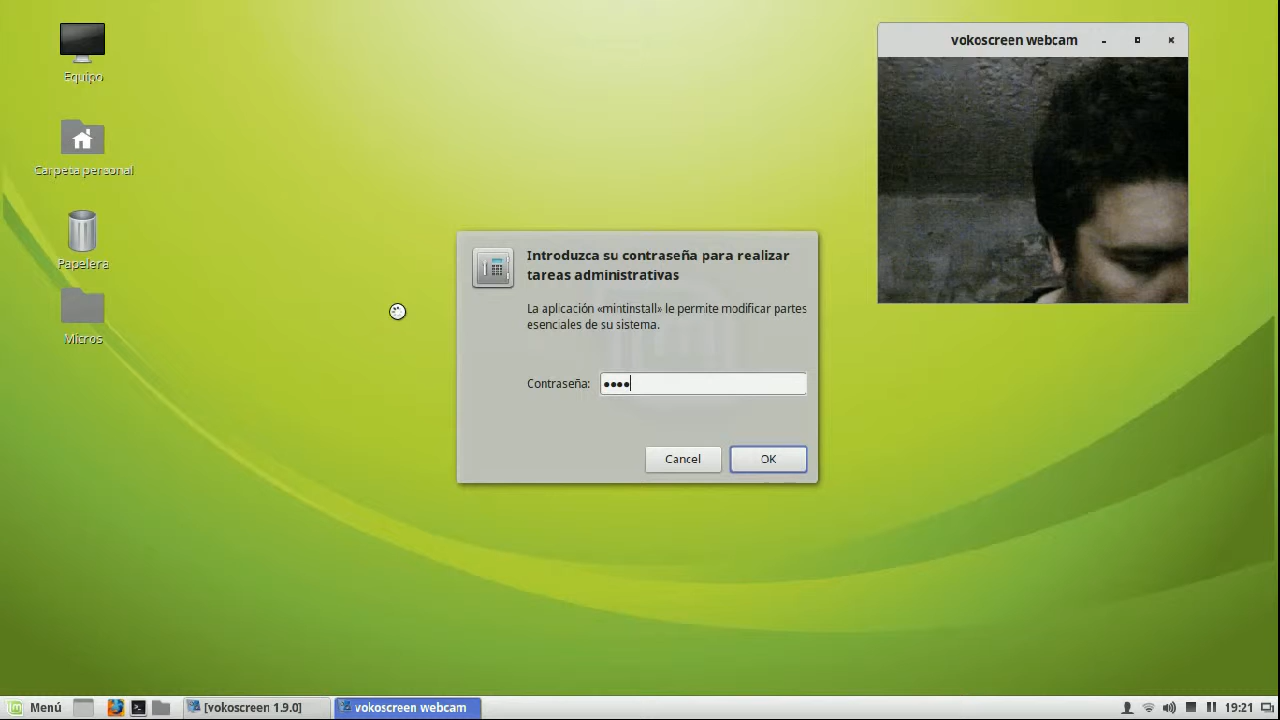 Equipo
Carpeta personal
Papelera
Micros
vokoscreen webcam
Introduzca su contraseña para realizar
tareas administrativas
La aplicación «mintinstall» le permite modificar partes
esenciales de su sistema.
Contraseña: ●●●●
Cancel
OK
Menú
[vokoscreen 1.9.0]
vokoscreen webcam
19:21